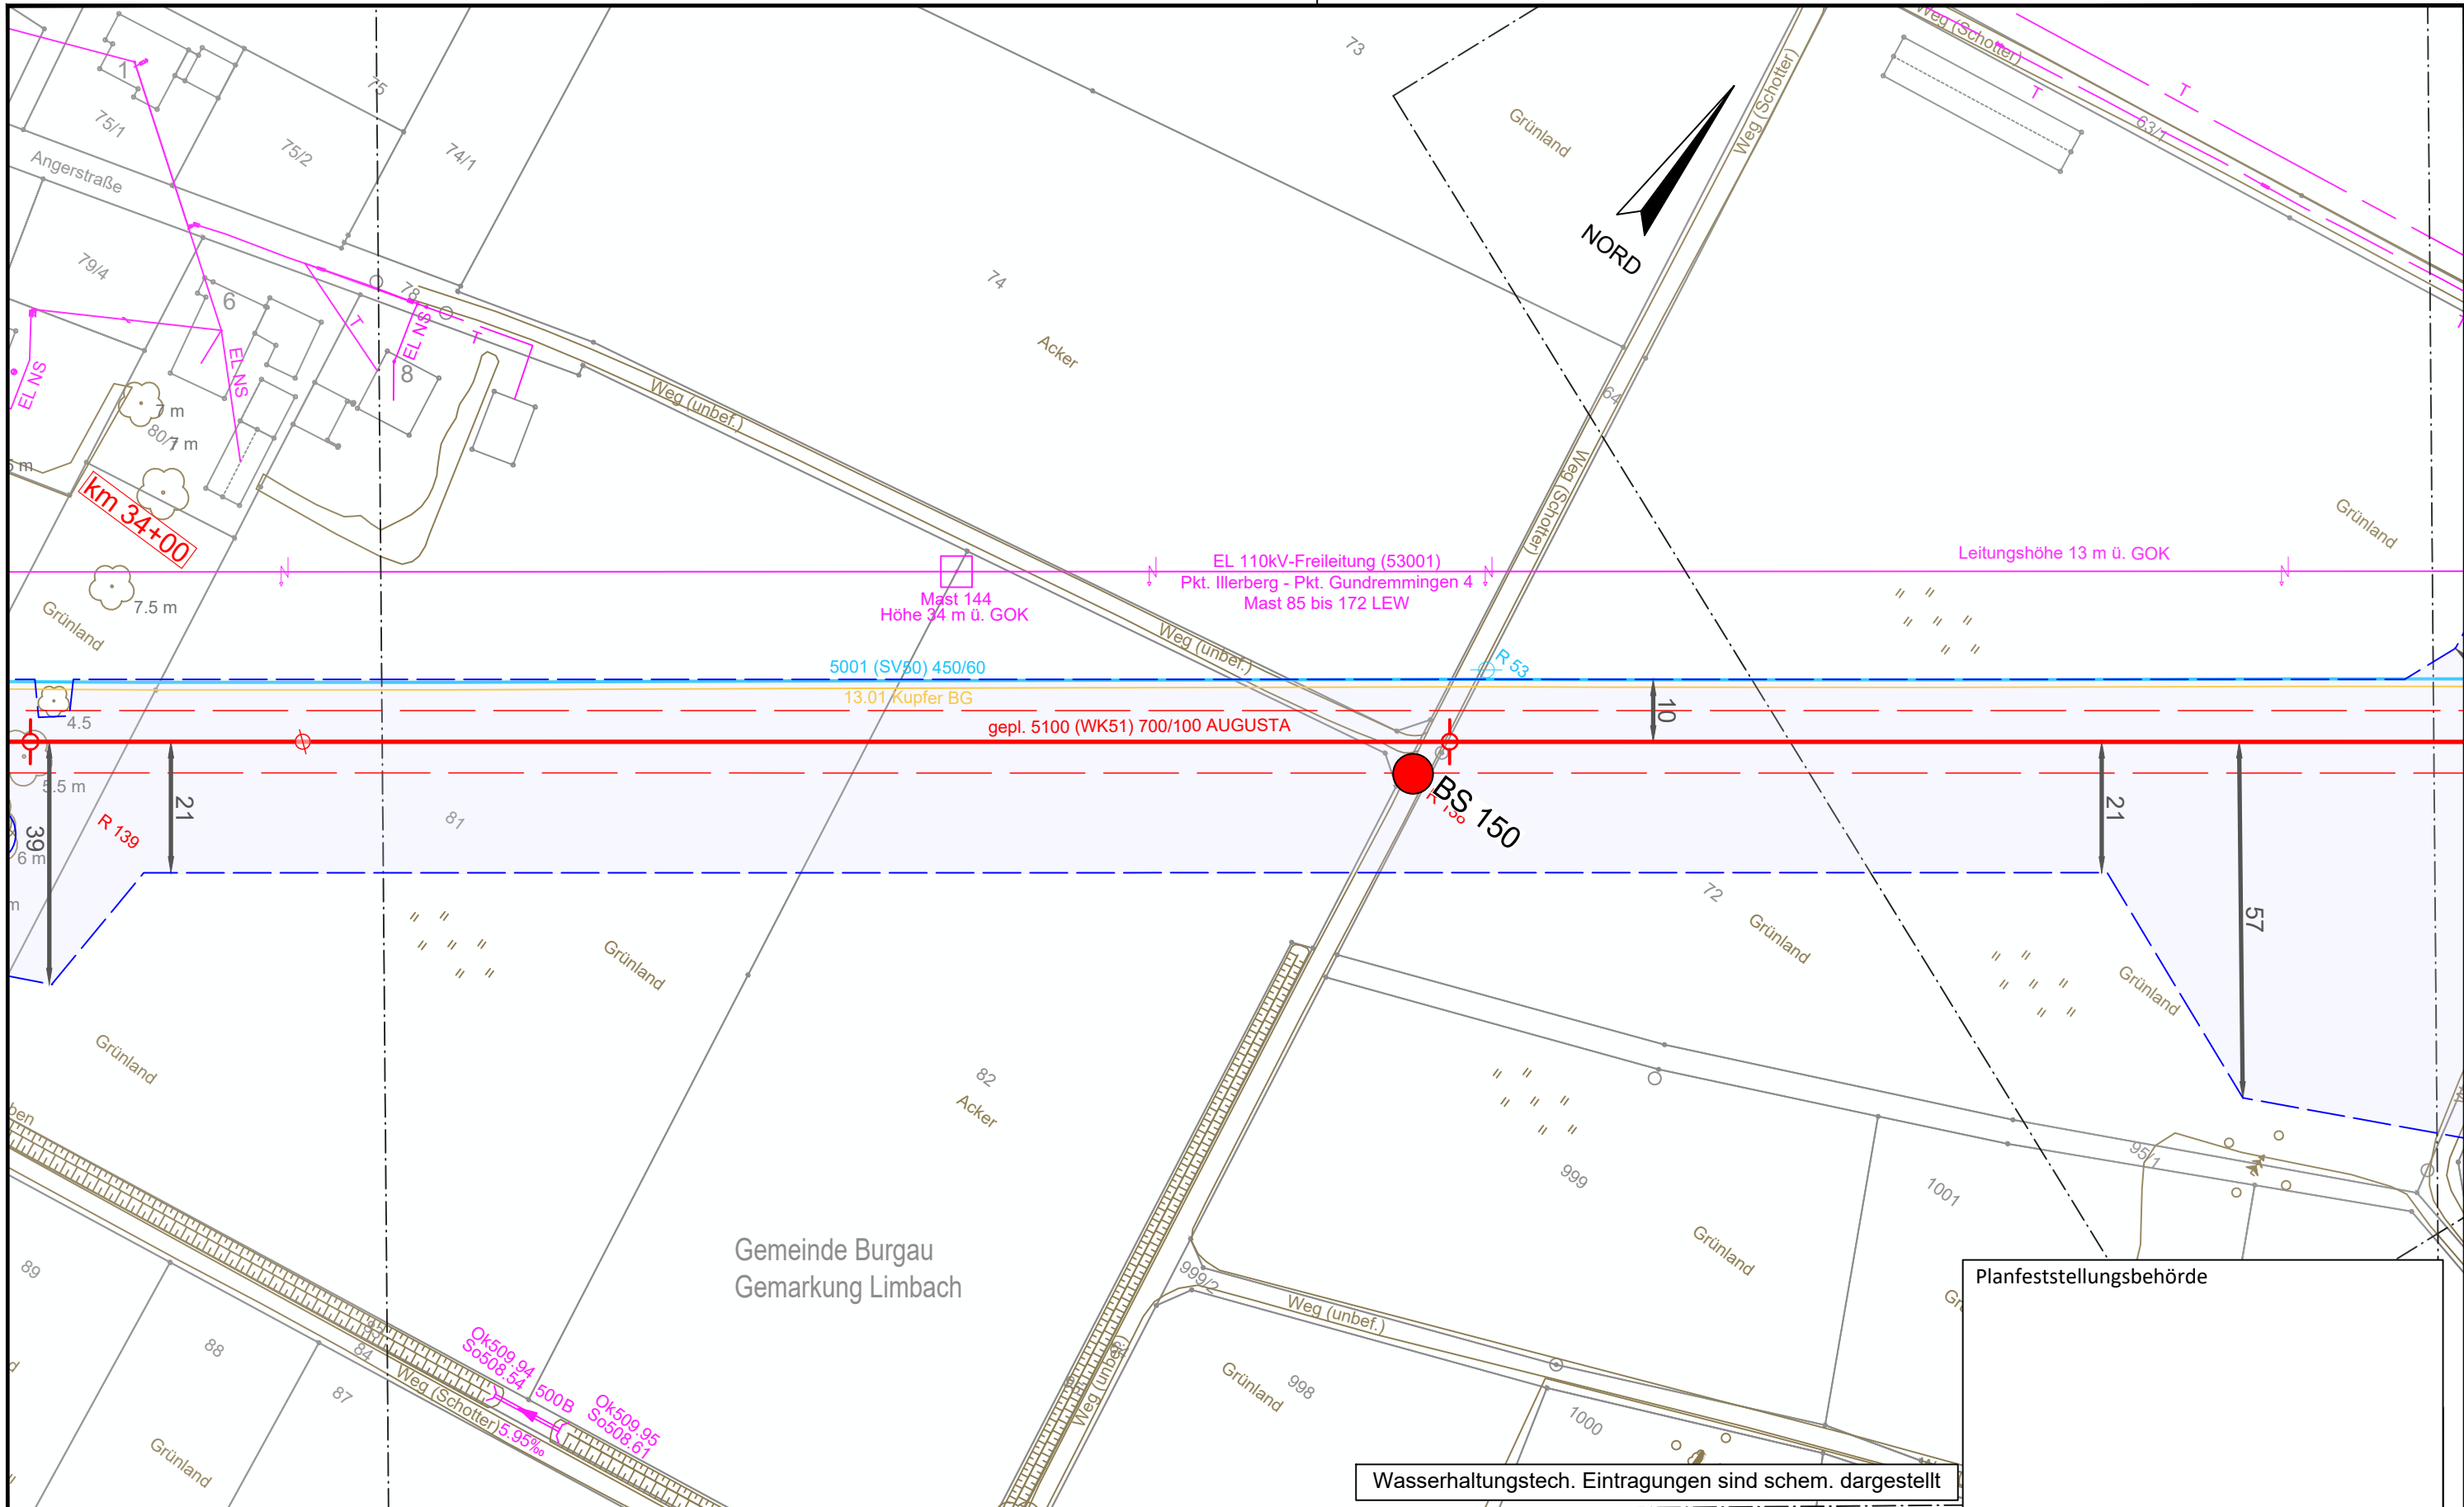 73
Weg (Schotter)
1
75
75/1
75/2
74/1
Grünland
Weg (Schotter)
T
T
63/1
Angerstraße
NORD
79/4
6
78
74
T
EL NS
T
8
EL NS
EL NS
Acker
Weg (unbef.)
64
7 m
7 m
km 34+00
Weg (Schotter)
Grünland
EL 110kV-Freileitung (53001)
Pkt. Illerberg - Pkt. Gundremmingen 4
Mast 85 bis 172 LEW
Leitungshöhe 13 m ü. GOK
Mast 144
Höhe 34 m ü. GOK
7.5 m
Grünland
Weg (unbef.)
5001 (SV50) 450/60
R 53
13.01 Kupfer BG
4.5
gepl. 5100 (WK51) 700/100 AUGUSTA
10
5.5 m
21
39
R 139
6 m
81
BS 150
21
57
72
Grünland
Grünland
Grünland
Grünland
82
Acker
999
1001
95/1
Gemeinde Burgau
Gemarkung Limbach
Grünland
89
999/2
Weg (unbef.)
Planfeststellungsbehörde
88
84
87
Weg (Schotter)
Ok509.94
So508.54
500B
Ok509.95
So508.61
5.95‰
Weg (unbef.)
Grünland
998
1000
Grünland
Wasserhaltungstech. Eintragungen sind schem. dargestellt